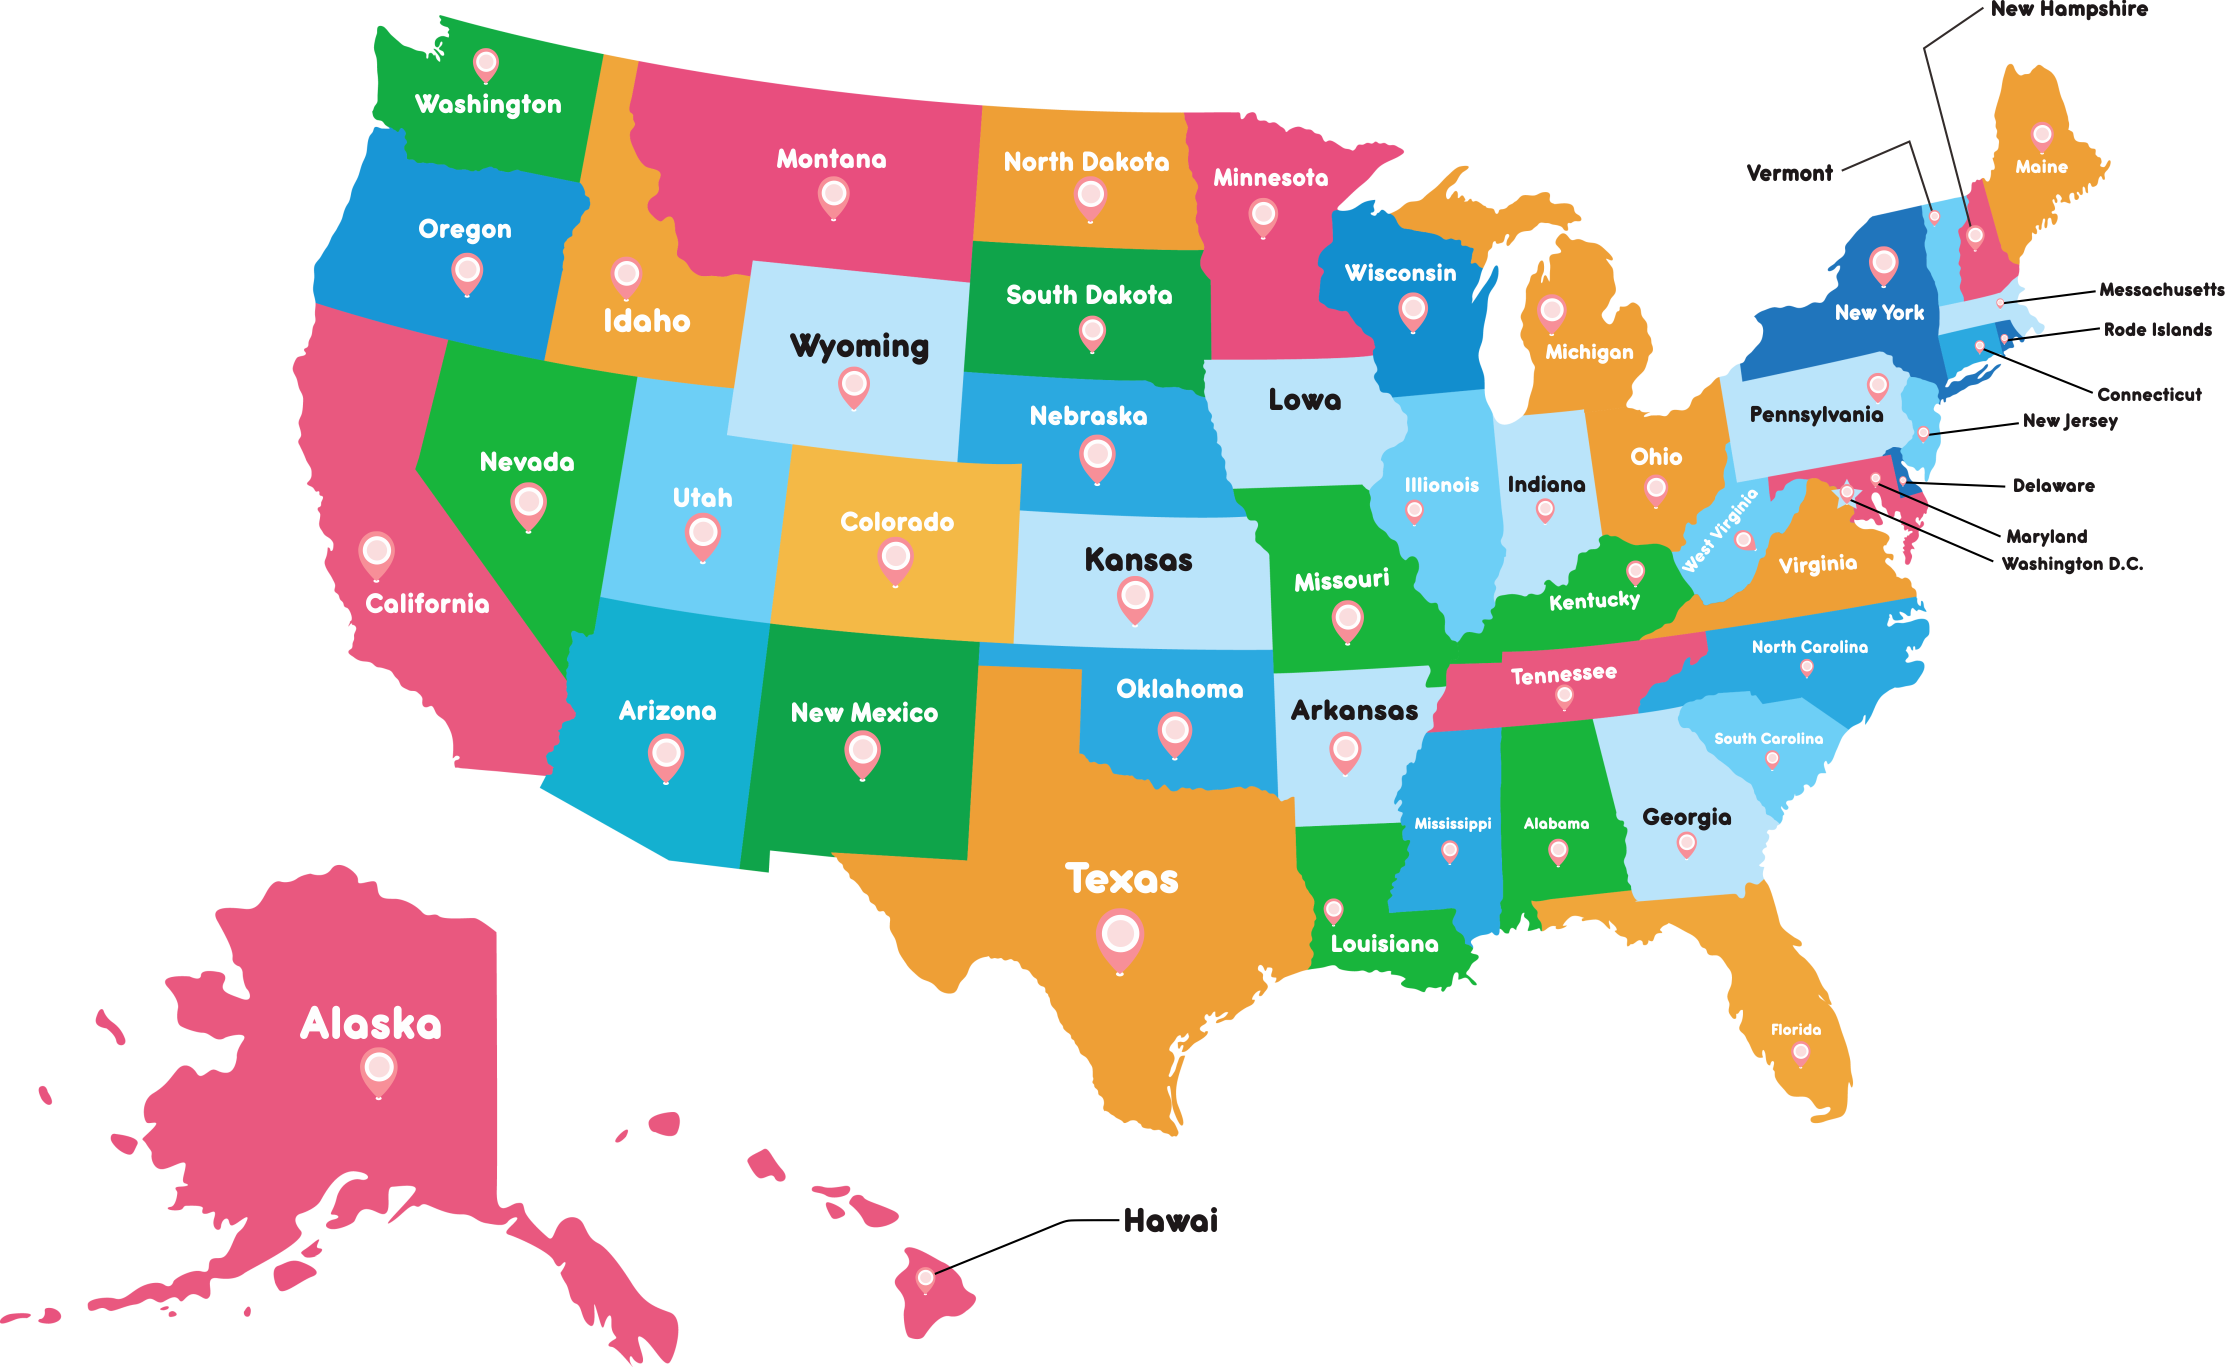 New Hampshire
Washington
Montana
North Dakota
Minnesota
Vermont
Maine
Oregon
Idaho
Wyoming
South Dakota
Wisconsin
Michigan
New York
Messachusetts
Rode Islands
Connecticut
New Jersey
Nebraska
Lowa
Pennsylvania
Nevada
Utah
Colorado
Kansas
Illionois
Indiana
Ohio
Delaware
Maryland
Washington D.C.
West Virginia
Virginia
California
Missouri
Kentucky
North Carolina
Tennessee
Arizona
New Mexico
Oklahoma
Arkansas
South Carolina
Mississippi
Alabama
Georgia
Texas
Louisiana
Alaska
Florida
Hawai